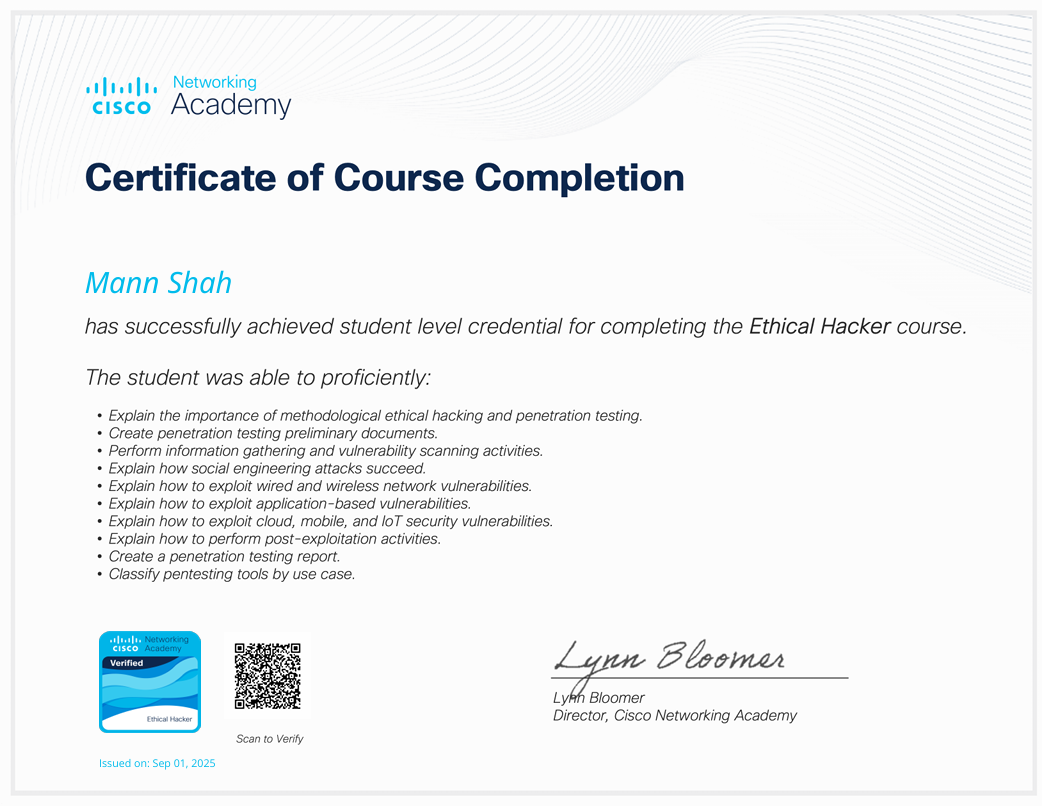 Networking
Academy
CISCO
Certificate of Course Completion
Mann Shah
has successfully achieved student level credential for completing the Ethical Hacker course.
The student was able to proficiently:
• Explain the importance of methodological ethical hacking and penetration testing.
• Create penetration testing preliminary documents.
• Perform information gathering and vulnerability scanning activities.
• Explain how social engineering attacks succeed.
• Explain how to exploit wired and wireless network vulnerabilities.
• Explain how to exploit application-based vulnerabilities.
• Explain how to exploit cloud, mobile, and IoT security vulnerabilities.
• Explain how to perform post-exploitation activities.
• Create a penetration testing report.
• Classify pentesting tools by use case.
Networking
Academy
CISCO
Verified
Ethical Hacker
Scan to Verify
Issued on: Sep 01, 2025
Lynn Bloomer
Lynn Bloomer
Director, Cisco Networking Academy